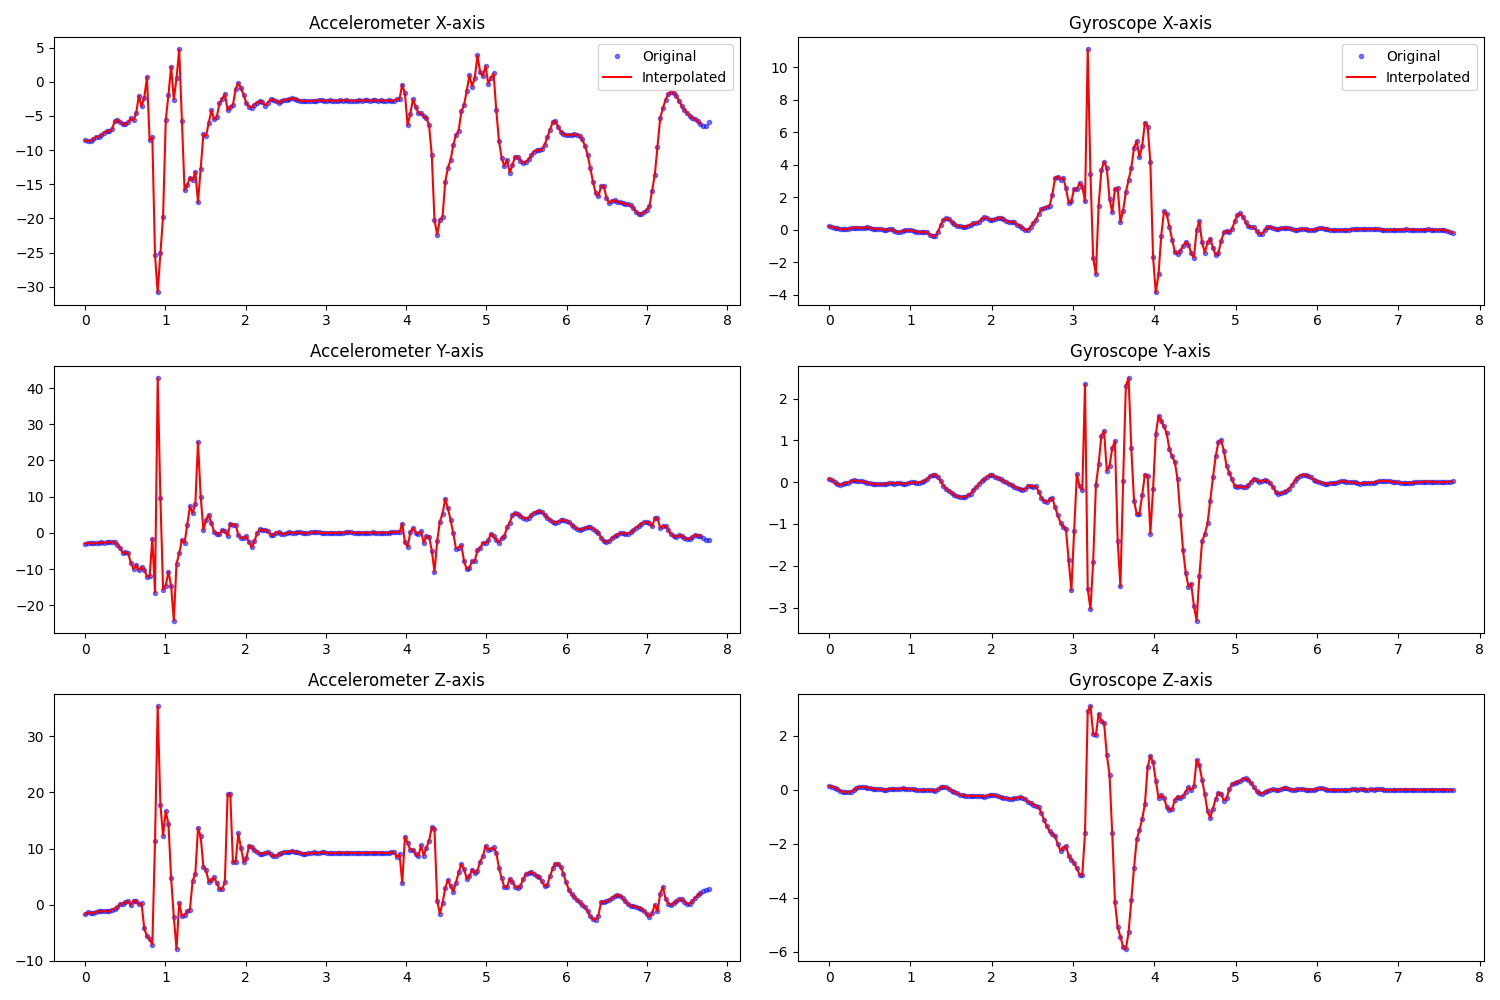 Accelerometer X-axis
5
0
−5
−10
−15
−20
−25
−30
0 1 2 3 4 5 6 7 8
Original
Interpolated
Gyroscope X-axis
10
8
6
4
2
0
−2
−4
0 1 2 3 4 5 6 7 8
Original
Interpolated
Accelerometer Y-axis
40
30
20
10
0
−10
−20
0 1 2 3 4 5 6 7 8
Gyroscope Y-axis
2
1
0
−1
−2
−3
0 1 2 3 4 5 6 7 8
Accelerometer Z-axis
30
20
10
0
−10
0 1 2 3 4 5 6 7 8
Gyroscope Z-axis
2
0
−2
−4
−6
0 1 2 3 4 5 6 7 8